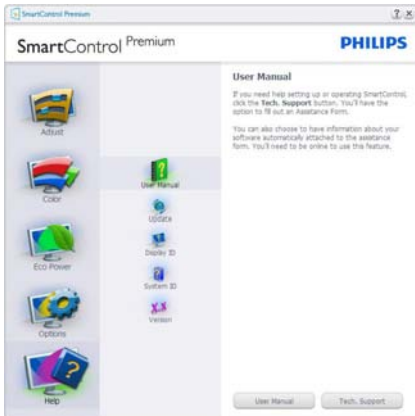 SmartControl Premium
SmartControl Premium
PHILIPS
Adjust
Color
Eco Power
Options
Help
User Manual
Update
Display ID
System ID
Version
User Manual
If you need help setting up or operating SmartControl,
click the Tech. Support button. You'll have the
option to fill out an Assistance Form.
You can also choose to have information about your
software automatically attached to the assistance
form. You'll need to be online to use this feature.
User Manual
Tech. Support